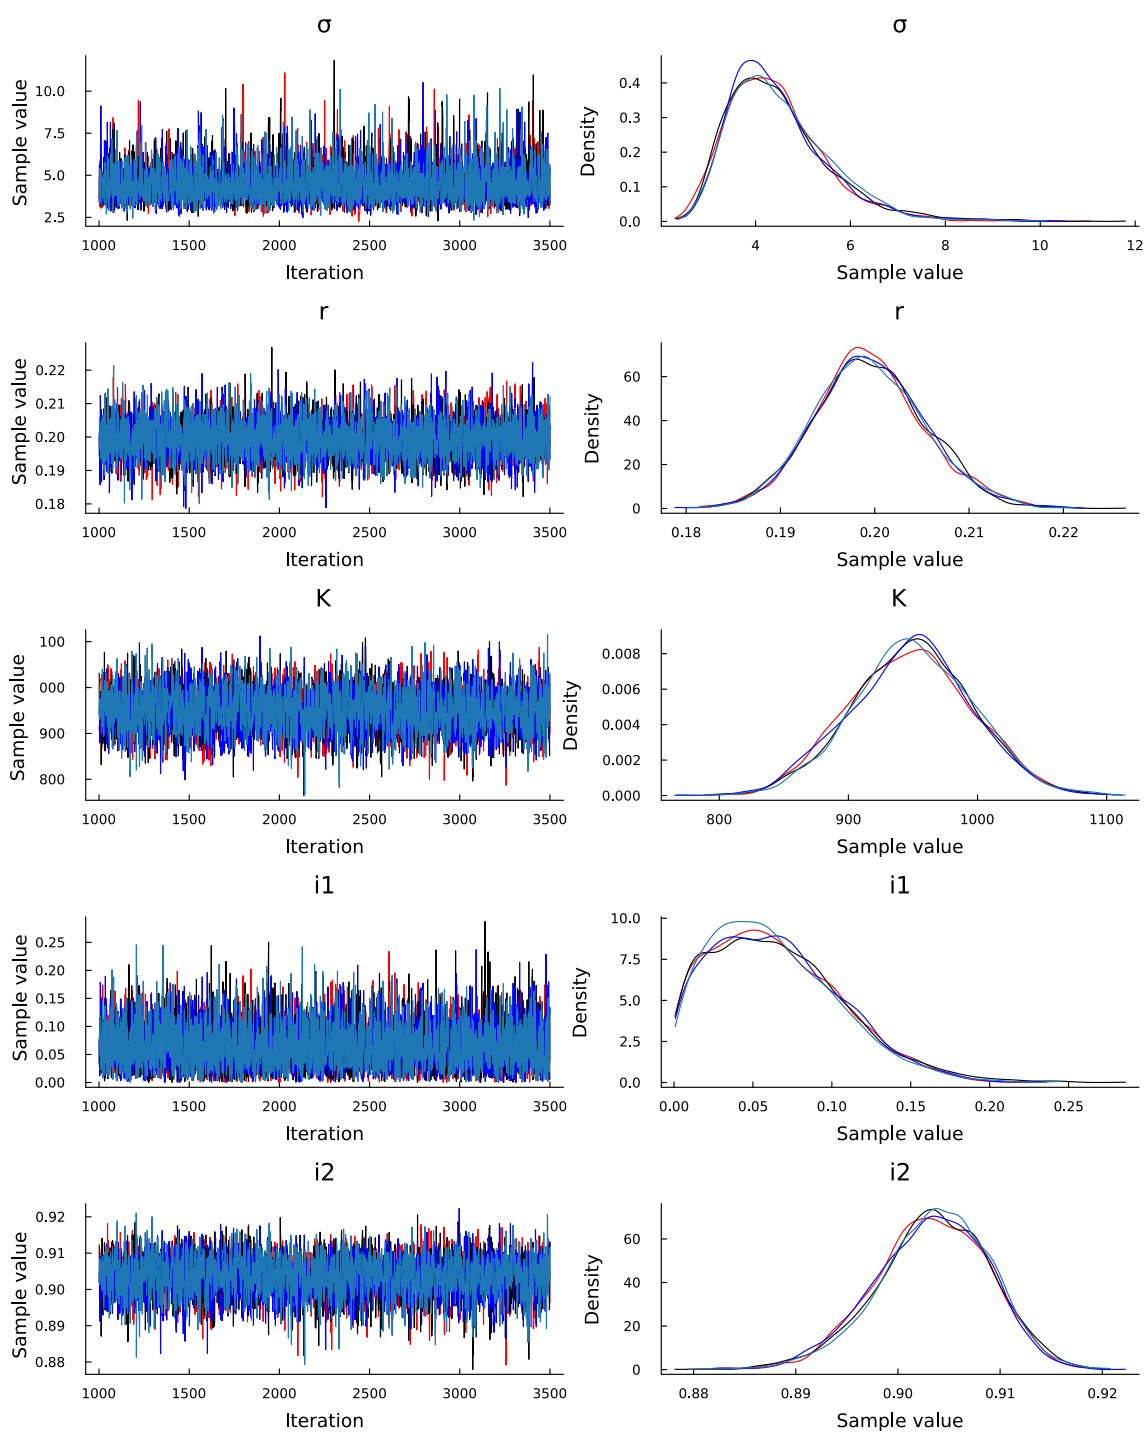 σ
σ
Sample value
10.0
7.5
5.0
2.5
1000 1500 2000 2500 3000 3500
Iteration
Density
0.4
0.3
0.2
0.1
0.0
4 6 8 10 12
Sample value
r
r
Sample value
0.22
0.21
0.20
0.19
0.18
1000 1500 2000 2500 3000 3500
Iteration
Density
60
40
20
0
0.18 0.19 0.20 0.21 0.22
Sample value
K
K
Sample value
100
000
900
800
1000 1500 2000 2500 3000 3500
Iteration
Density
0.008
0.006
0.004
0.002
0.000
800 900 1000 1100
Sample value
i1
i1
Sample value
0.25
0.20
0.15
0.10
0.05
0.00
1000 1500 2000 2500 3000 3500
Iteration
Density
10.0
7.5
5.0
2.5
0.0
0.00 0.05 0.10 0.15 0.20 0.25
Sample value
i2
i2
Sample value
0.92
0.91
0.90
0.89
0.88
1000 1500 2000 2500 3000 3500
Iteration
Density
60
40
20
0
0.88 0.89 0.90 0.91 0.92
Sample value